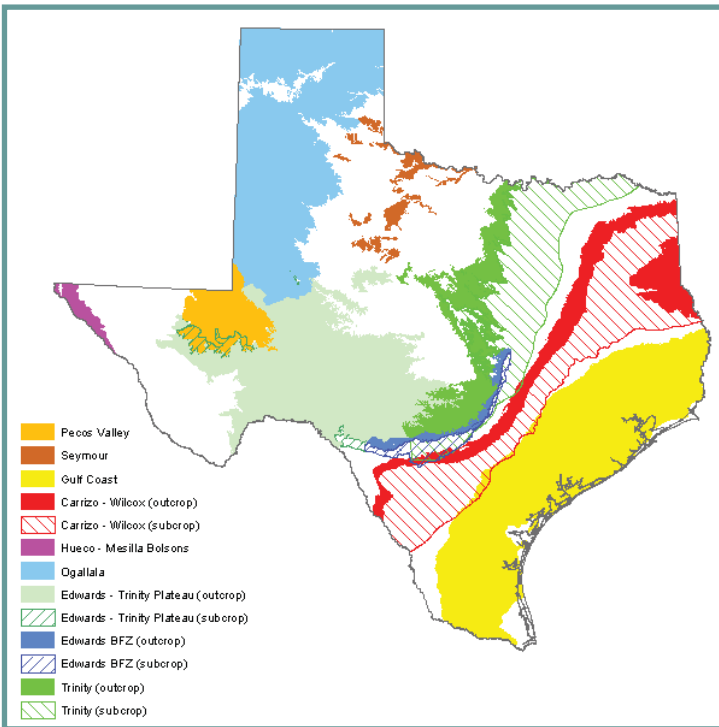 Pecos Valley
Seymour
Gulf Coast
Carrizo - Wilcox (outcrop)
Carrizo - Wilcox (subcrop)
Hueco - Mesilla Bolsons
Ogallala
Edwards - Trinity Plateau (outcrop)
Edwards - Trinity Plateau (subcrop)
Edwards BFZ (outcrop)
Edwards BFZ (subcrop)
Trinity (outcrop)
Trinity (subcrop)